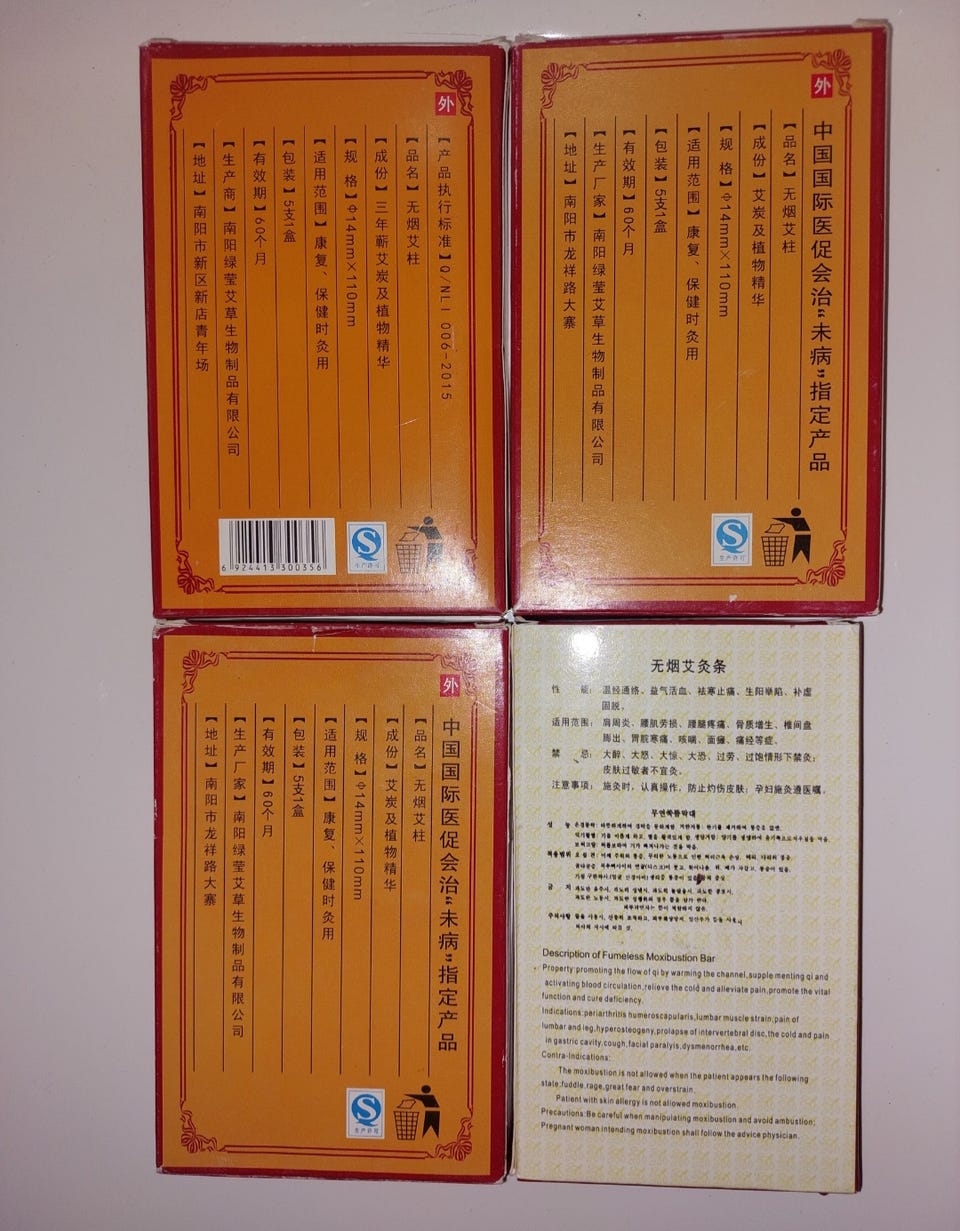 外
【产品执行标准】Q/NLI 006-2015
【品名】无烟艾柱
【成份】三年蕲艾炭及植物精华
【规 格】Φ14mm×110mm
【适用范围】康复、保健时灸用
【包装】5支1盒
【有效期】60个月
【生产商】南阳绿莹艾草生物制品有限公司
【地址】南阳市新区新店青年场
6 924413 300356
生产许可
外
中国国际医促会治“未病”指定产品
【品名】无烟艾柱
【成份】艾炭及植物精华
【规 格】Φ14mm×110mm
【适用范围】康复、保健时灸用
【包装】5支1盒
【有效期】60个月
【生产厂家】南阳绿莹艾草生物制品有限公司
【地址】南阳市龙祥路大寨
生产许可
外
中国国际医促会治“未病”指定产品
【品名】无烟艾柱
【成份】艾炭及植物精华
【规 格】Φ14mm×110mm
【适用范围】康复、保健时灸用
【包装】5支1盒
【有效期】60个月
【生产厂家】南阳绿莹艾草生物制品有限公司
【地址】南阳市龙祥路大寨
生产许可
无烟艾灸条
性 能：温经通络、益气活血、祛寒止痛、生阳举陷、补虚
固脱。
适用范围：肩周炎、腰肌劳损、腰腿疼痛、骨质增生、椎间盘
膨出、胃脘寒痛、咳喘、面瘫、痛经等症。
禁 忌：大醉、大怒、大惊、大恐、过劳、过饱情形下禁灸；
皮肤过敏者不宜灸。
注意事项：施灸时，认真操作，防止灼伤皮肤；孕妇施灸遵医嘱。
무연쑥뜸막대
Description of Fumeless Moxibustion Bar
Property:promoting the flow of qi by warming the channel,supple menting qi and
activating blood circulation,relieve the cold and alleviate pain,promote the vital
function and cure deficiency.
Indications:periarthritis humeroscapularis,lumbar muscle strain,pain of
lumbar and leg,hyperosteogeny,prolapse of intervertebral disc,the cold and pain
in gastric cavity,cough,facial paralyis,dysmenorrhea,etc.
Contra-Indications:
The moxibustion is not allowed when the patient appears the following
state;fuddle,rage,great fear and overstrain.
Patient with skin allergy is not allowed moxibustion.
Precautions:Be careful when manipulating moxibustion and avoid ambustion;
Pregnant woman intending moxibustion shall follow the advice physician.